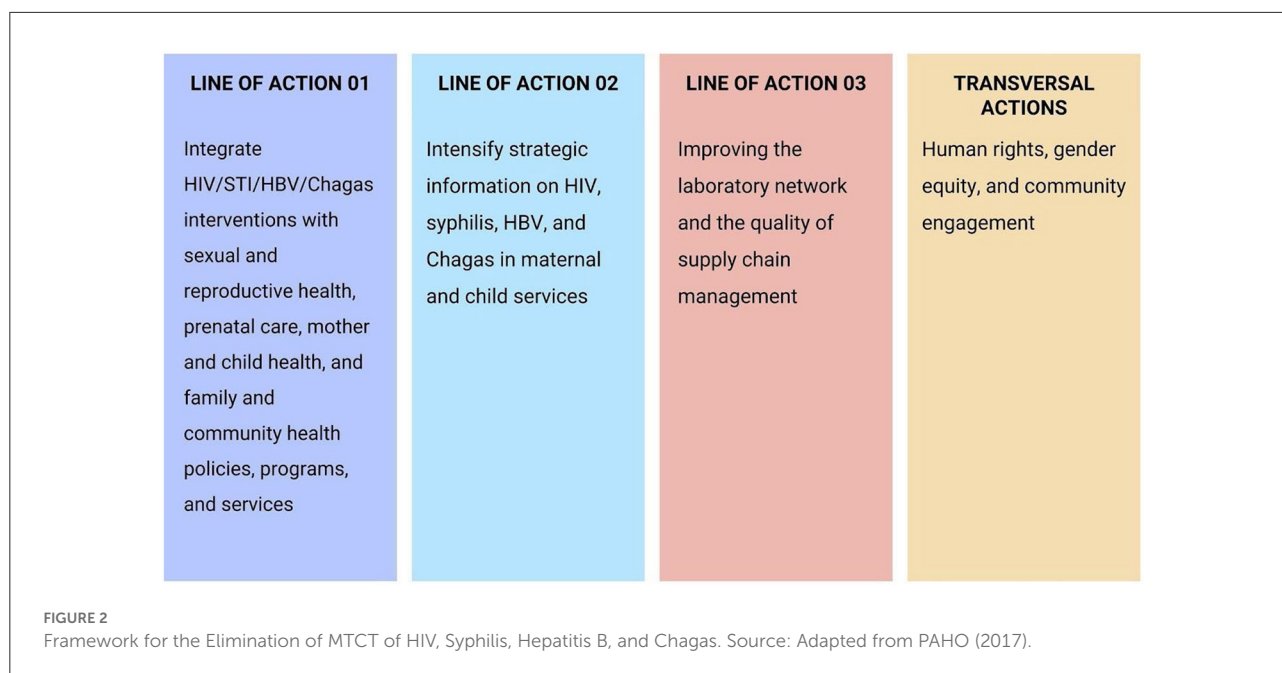 LINE OF ACTION 01
Integrate
HIV/STI/HBV/Chagas
interventions with
sexual and
reproductive health,
prenatal care, mother
and child health, and
family and
community health
policies, programs,
and services
LINE OF ACTION 02
Intensify strategic
information on HIV,
syphilis, HBV, and
Chagas in maternal
and child services
LINE OF ACTION 03
Improving the
laboratory network
and the quality of
supply chain
management
TRANSVERSAL
ACTIONS
Human rights, gender
equity, and community
engagement
FIGURE 2
Framework for the Elimination of MTCT of HIV, Syphilis, Hepatitis B, and Chagas. Source: Adapted from PAHO (2017).